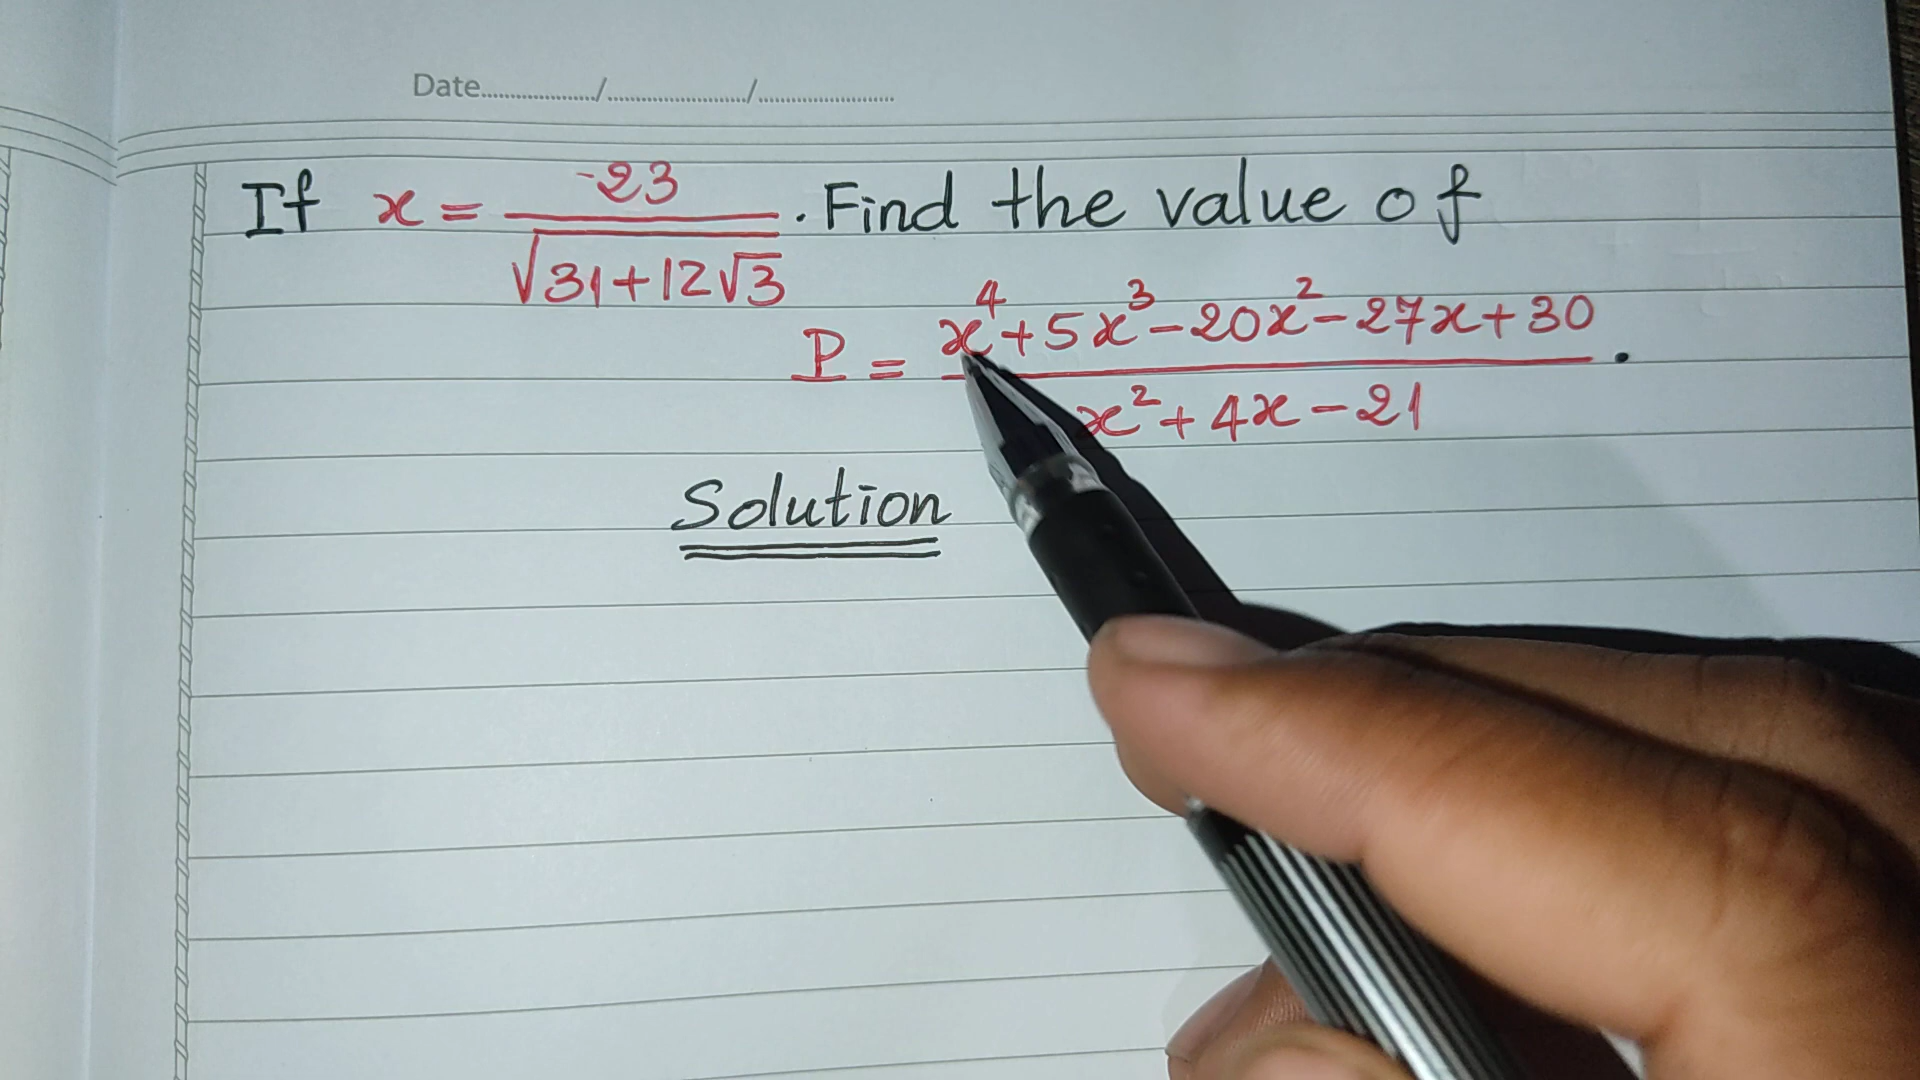 Date................/................/................
If x = -23/√(31+12√3) . Find the value of
P = (x⁴+5x³-20x²-27x+30)/(x²+4x-21) .
Solution